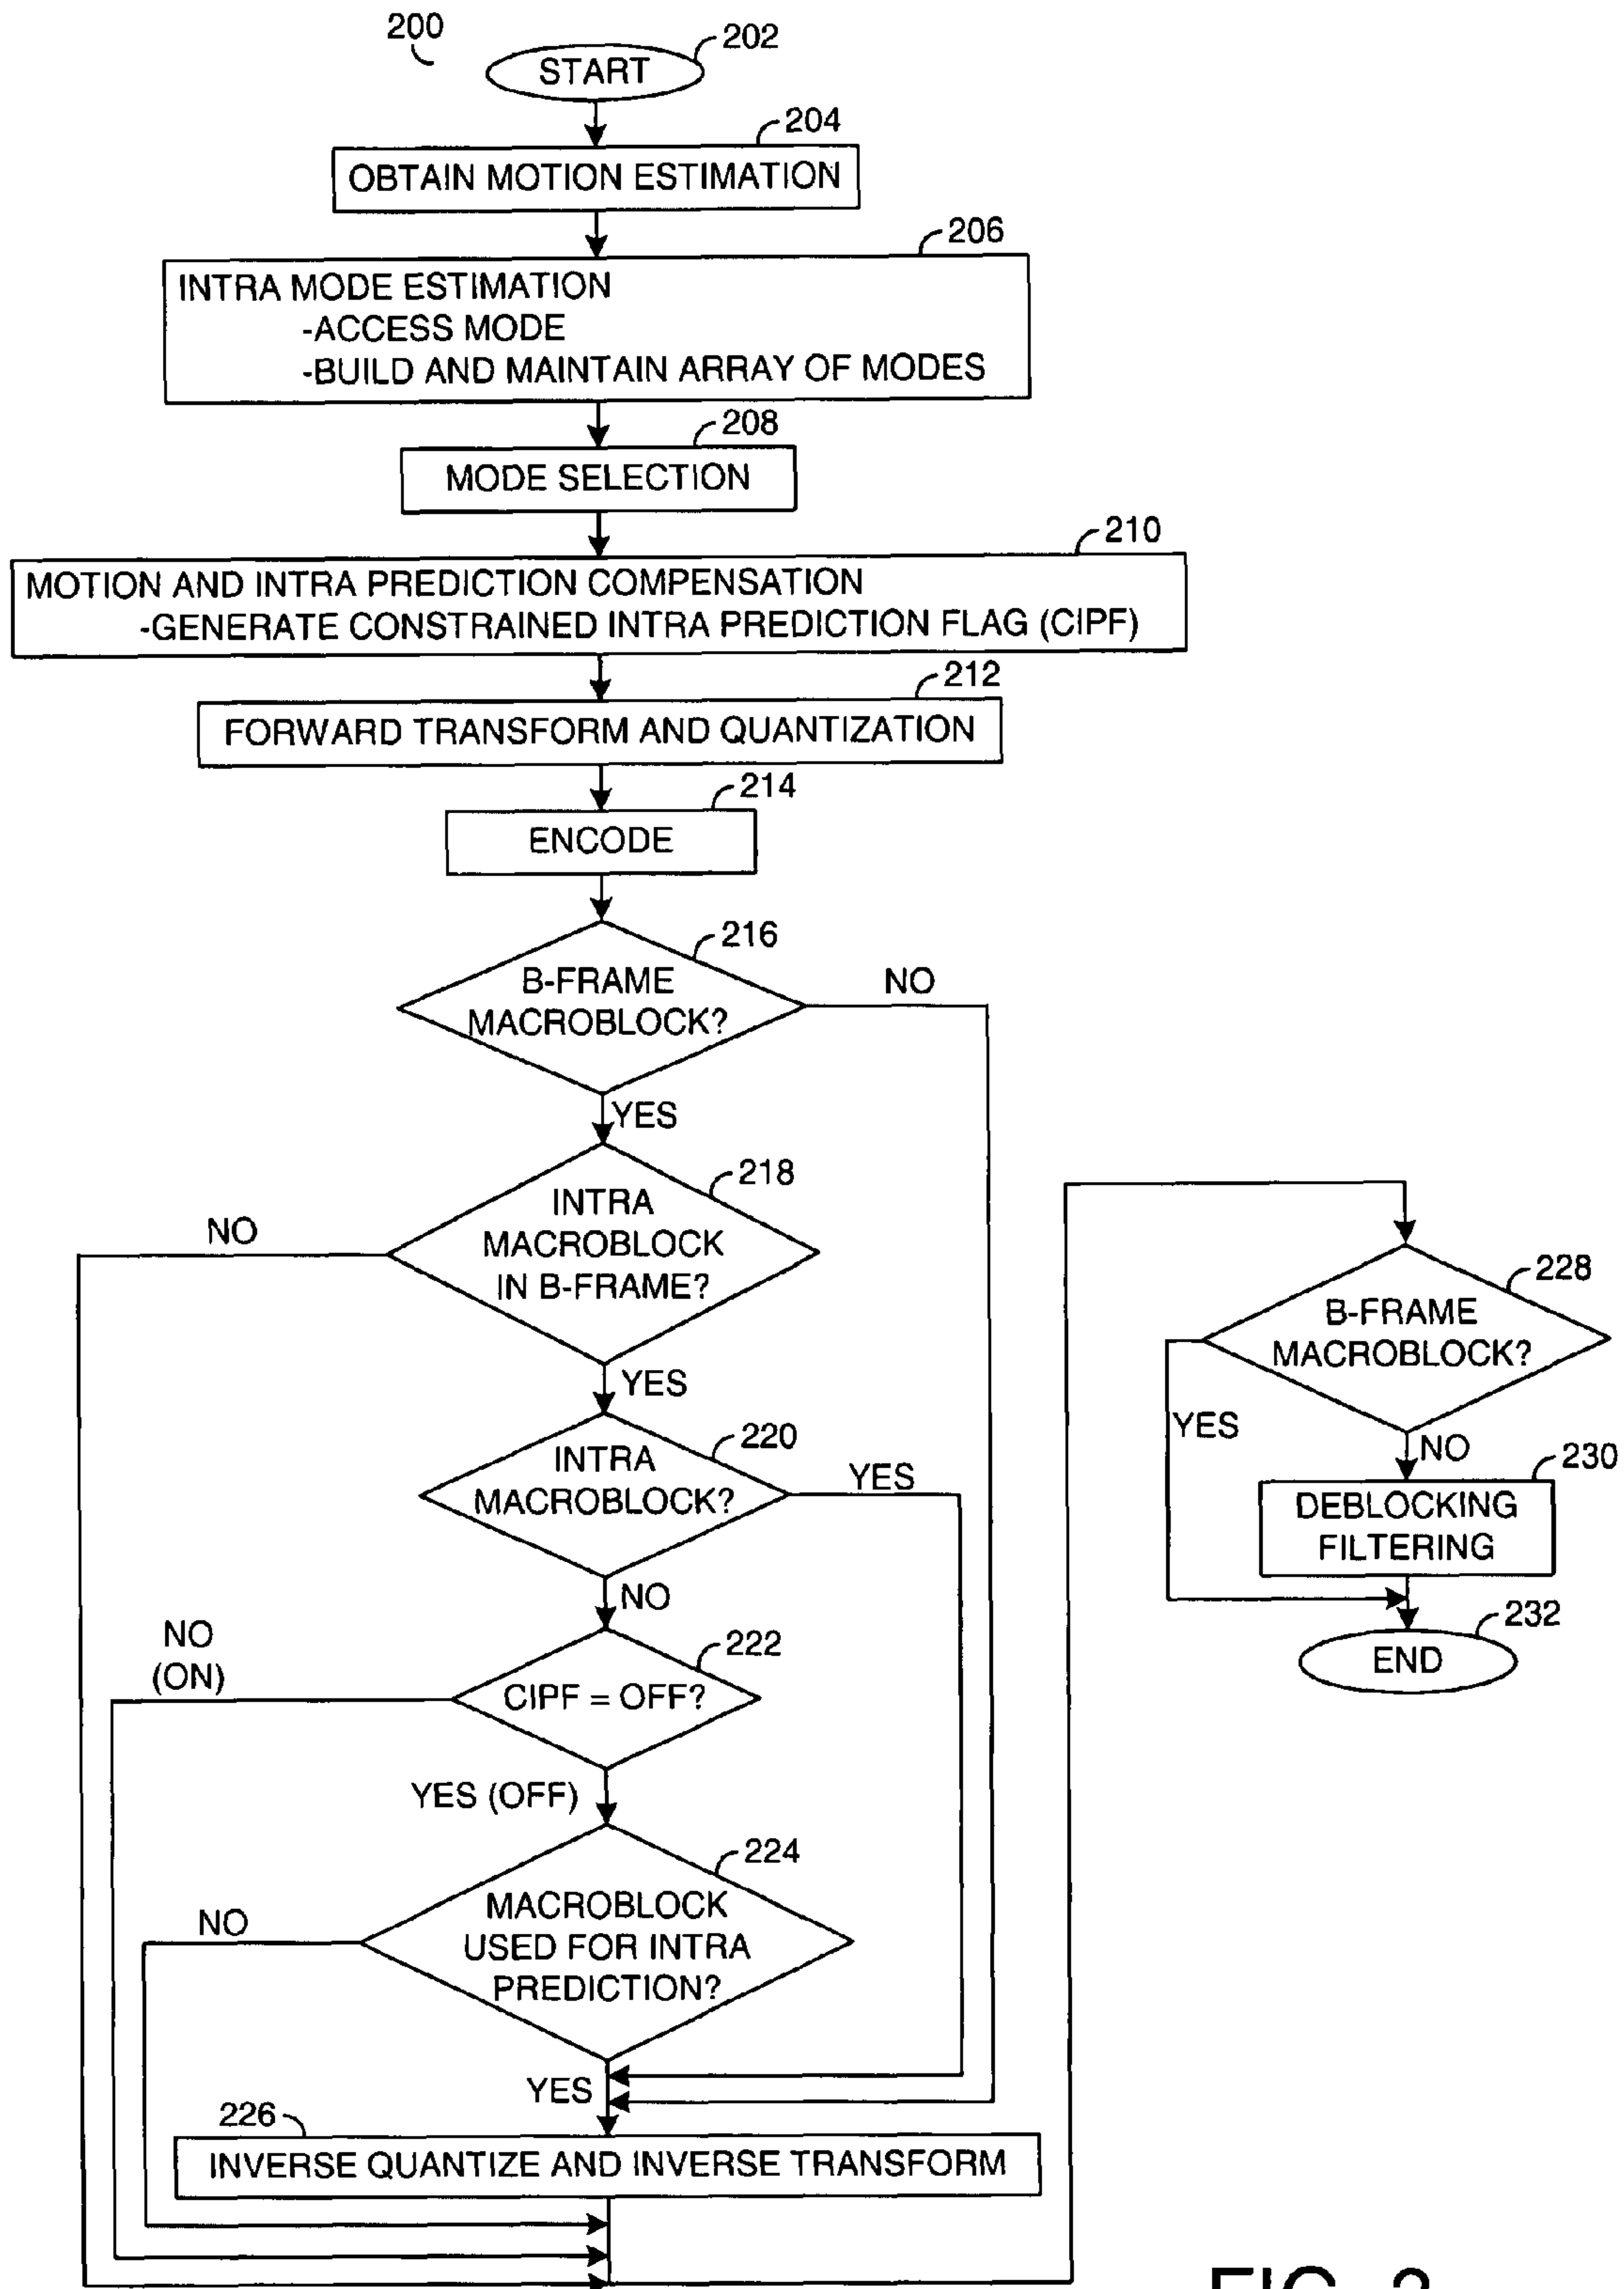 200
202
START
204
OBTAIN MOTION ESTIMATION
206
INTRA MODE ESTIMATION
-ACCESS MODE
-BUILD AND MAINTAIN ARRAY OF MODES
208
MODE SELECTION
210
MOTION AND INTRA PREDICTION COMPENSATION
-GENERATE CONSTRAINED INTRA PREDICTION FLAG (CIPF)
212
FORWARD TRANSFORM AND QUANTIZATION
214
ENCODE
216
B-FRAME
MACROBLOCK?
NO
YES
218
INTRA
MACROBLOCK
IN B-FRAME?
NO
YES
220
INTRA
MACROBLOCK?
YES
NO
222
CIPF = OFF?
NO
(ON)
YES (OFF)
224
MACROBLOCK
USED FOR INTRA
PREDICTION?
NO
YES
226
INVERSE QUANTIZE AND INVERSE TRANSFORM
228
B-FRAME
MACROBLOCK?
YES
NO
230
DEBLOCKING
FILTERING
232
END